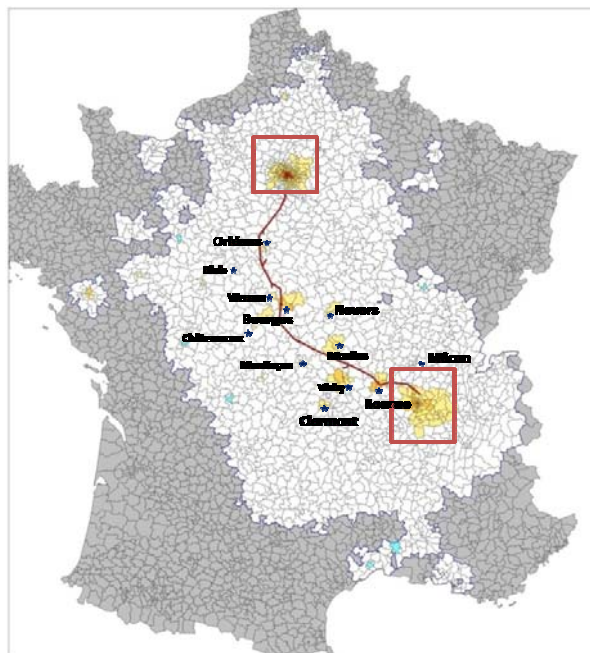 Orléans
Blois
Vierzon
Bourges
Nevers
Châteauroux
Moulins
Mâcon
Montluçon
Vichy
Roanne
Clermont